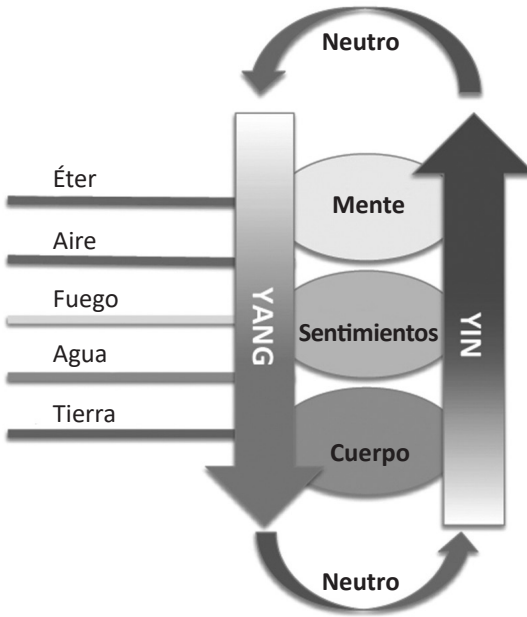 Neutro
Éter
Mente
Aire
Fuego
Sentimientos
YANG
YIN
Agua
Tierra
Cuerpo
Neutro